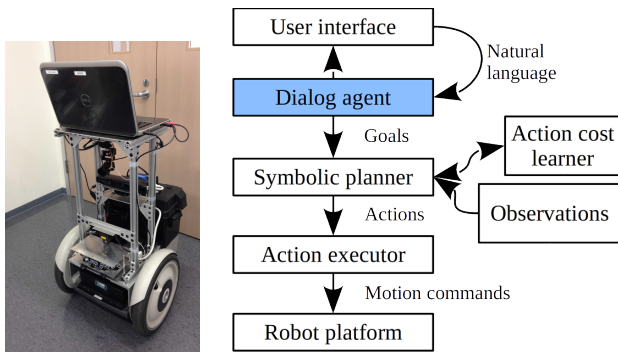 User interface
Natural
language
Dialog agent
Goals
Action cost
learner
Symbolic planner
Observations
Actions
Action executor
Motion commands
Robot platform